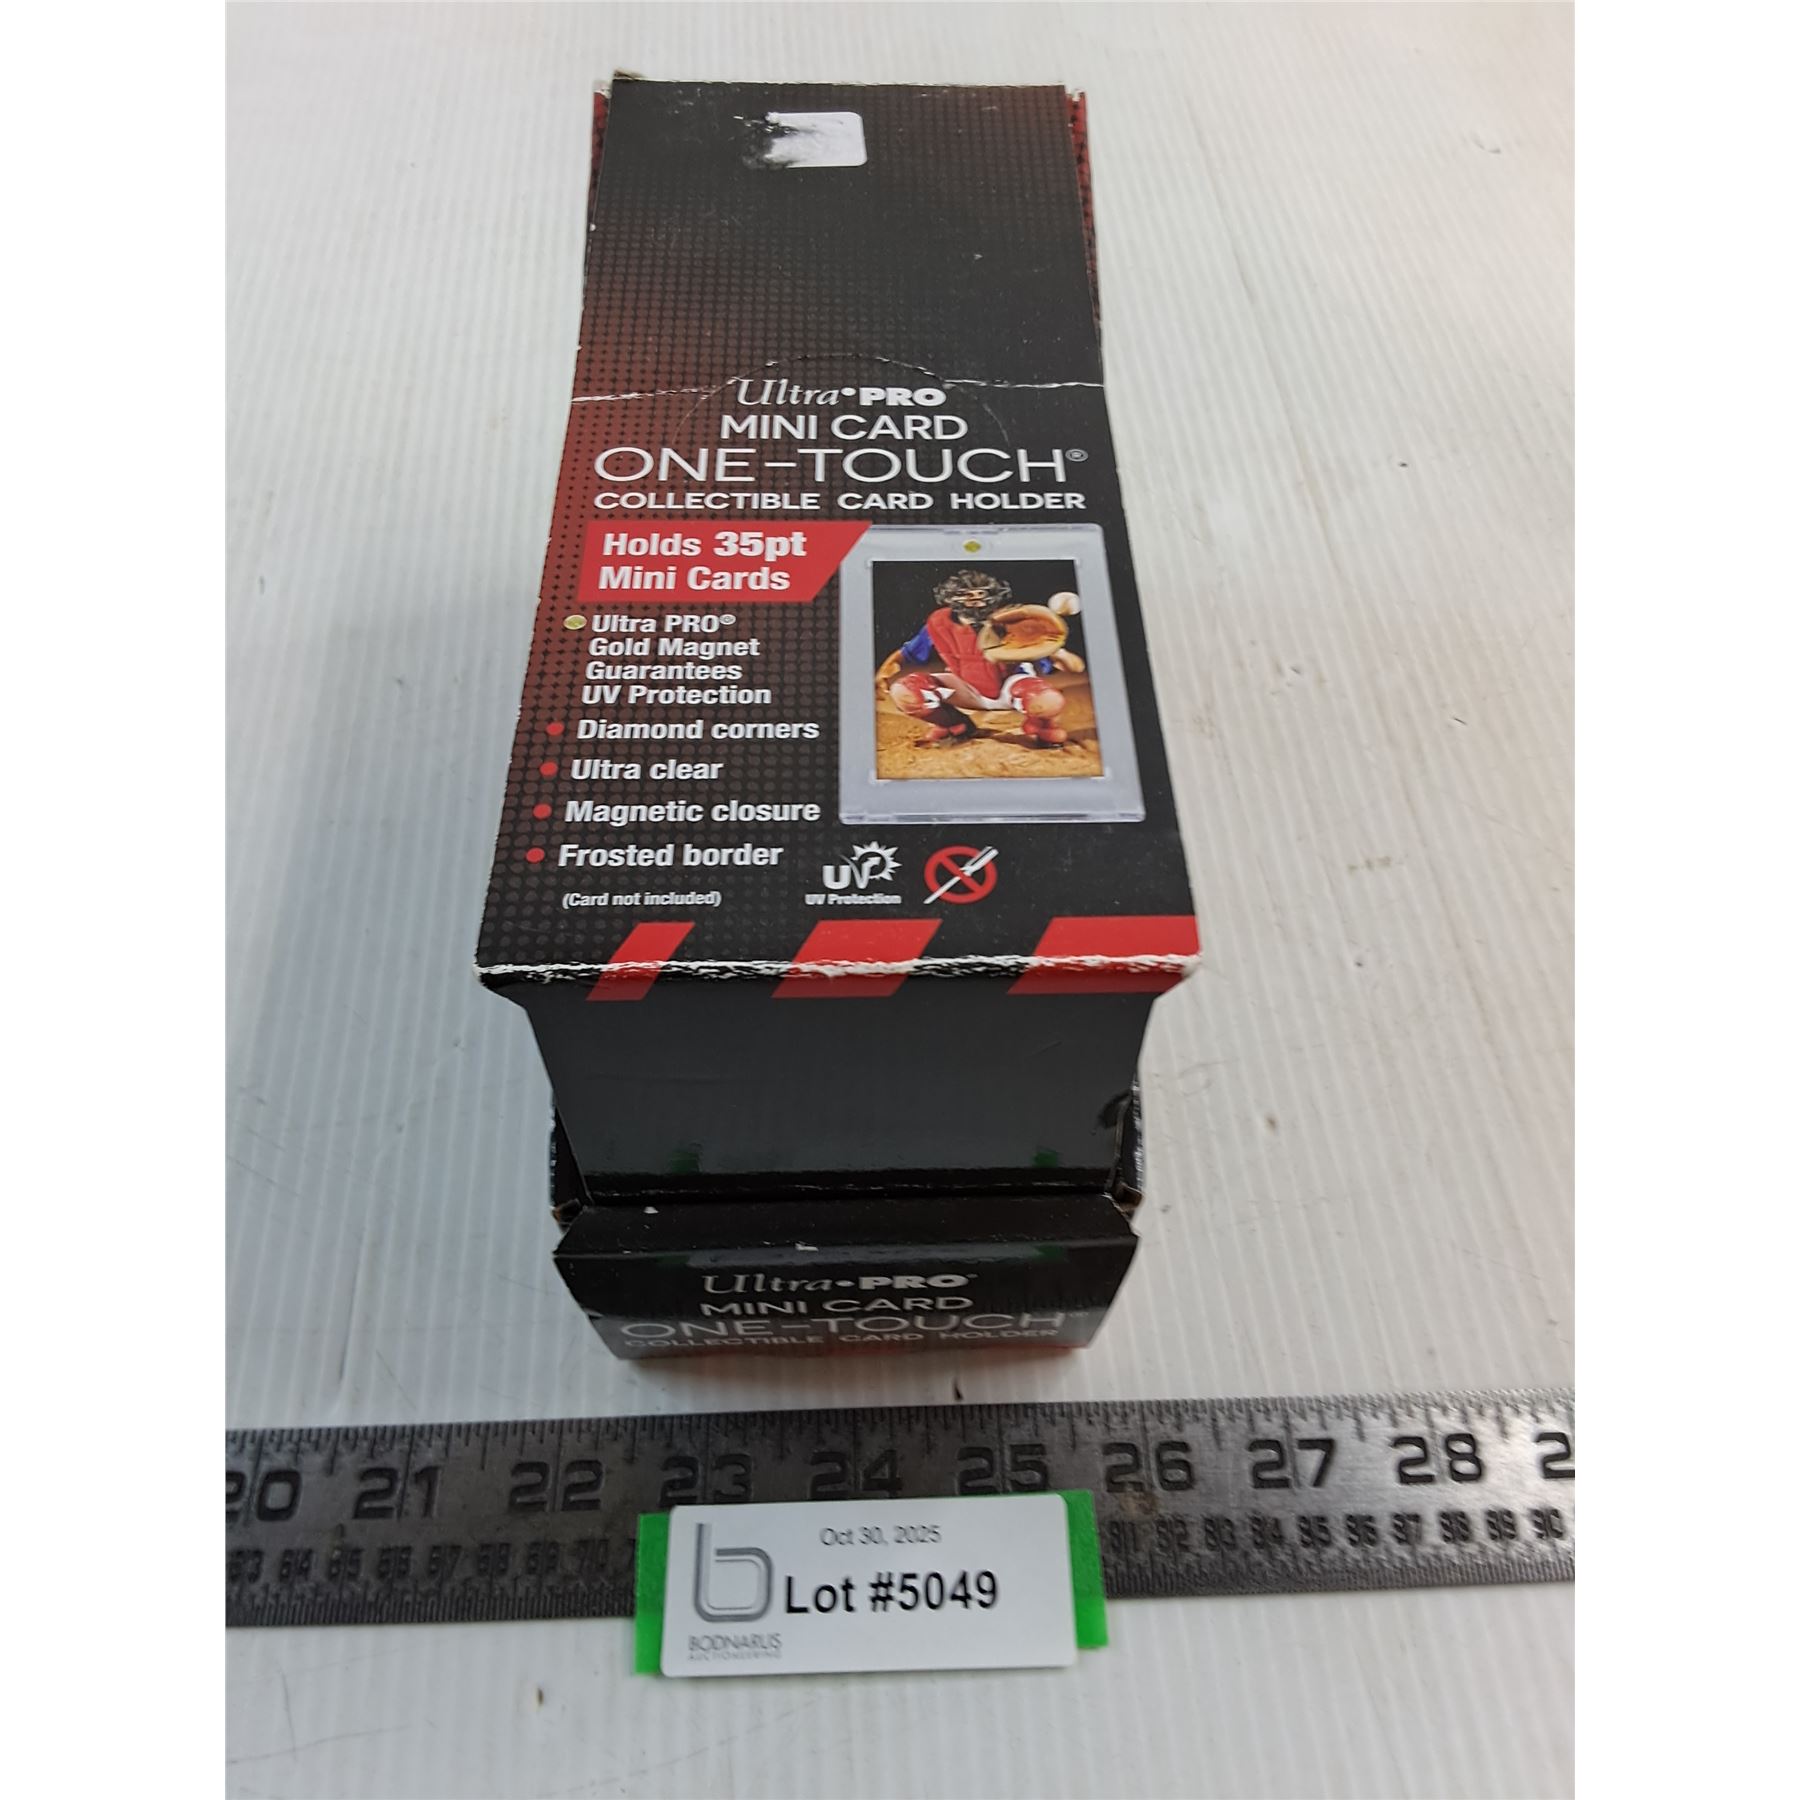 Ultra•PRO
MINI CARD
ONE-TOUCH®
COLLECTIBLE CARD HOLDER
Holds 35pt
Mini Cards
Ultra PRO®
Gold Magnet
Guarantees
UV Protection
Diamond corners
Ultra clear
Magnetic closure
Frosted border
(Card not included)
UV
UV Protection
Ultra•PRO
MINI CARD
ONE-TOUCH
COLLECTIBLE CARD HOLDER
20 21 22 23 24 25 26 27 28
Oct 30, 2025
b Lot #5049
BODNARUS
AUCTIONEERING